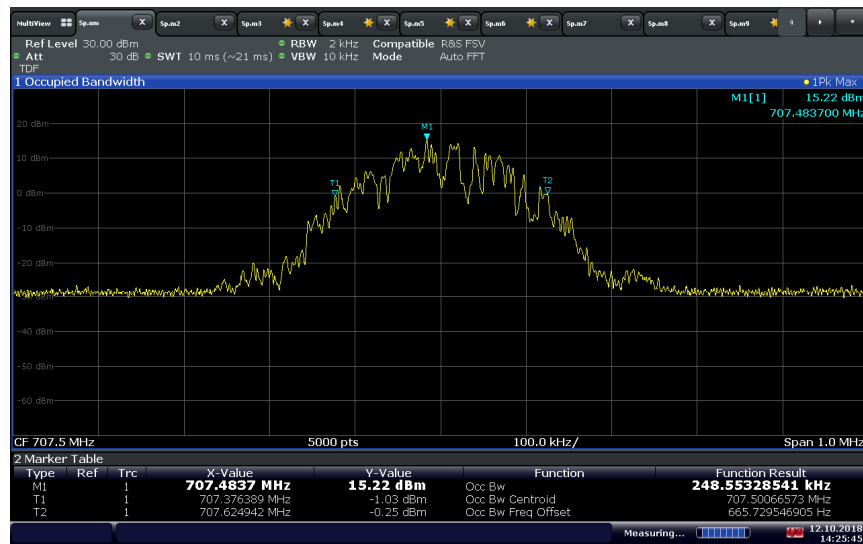 MultiView Sp.um X Sp.m2 X Sp.m3 X Sp.m4 X Sp.m5 X Sp.m6 X Sp.m7 X Sp.m8 X Sp.m9
Ref Level 30.00 dBm RBW 2 kHz Compatible R&S FSV
Att 30 dB SWT 10 ms (~21 ms) VBW 10 kHz Mode Auto FFT
TDF
1 Occupied Bandwidth 1Pk Max
M1[1] 15.22 dBm
707.483700 MHz
20 dBm
M1
10 dBm
T1 T2
0 dBm
-10 dBm
-20 dBm
-40 dBm
-50 dBm
-60 dBm
CF 707.5 MHz 5000 pts 100.0 kHz/ Span 1.0 MHz
2 Marker Table
Type Ref Trc X-Value Y-Value Function Function Result
M1 1 707.4837 MHz 15.22 dBm Occ Bw 248.55328541 kHz
T1 1 707.376389 MHz -1.03 dBm Occ Bw Centroid 707.50066573 MHz
T2 1 707.624942 MHz -0.25 dBm Occ Bw Freq Offset 665.729546905 Hz
Measuring... 12.10.2018
14:25:45